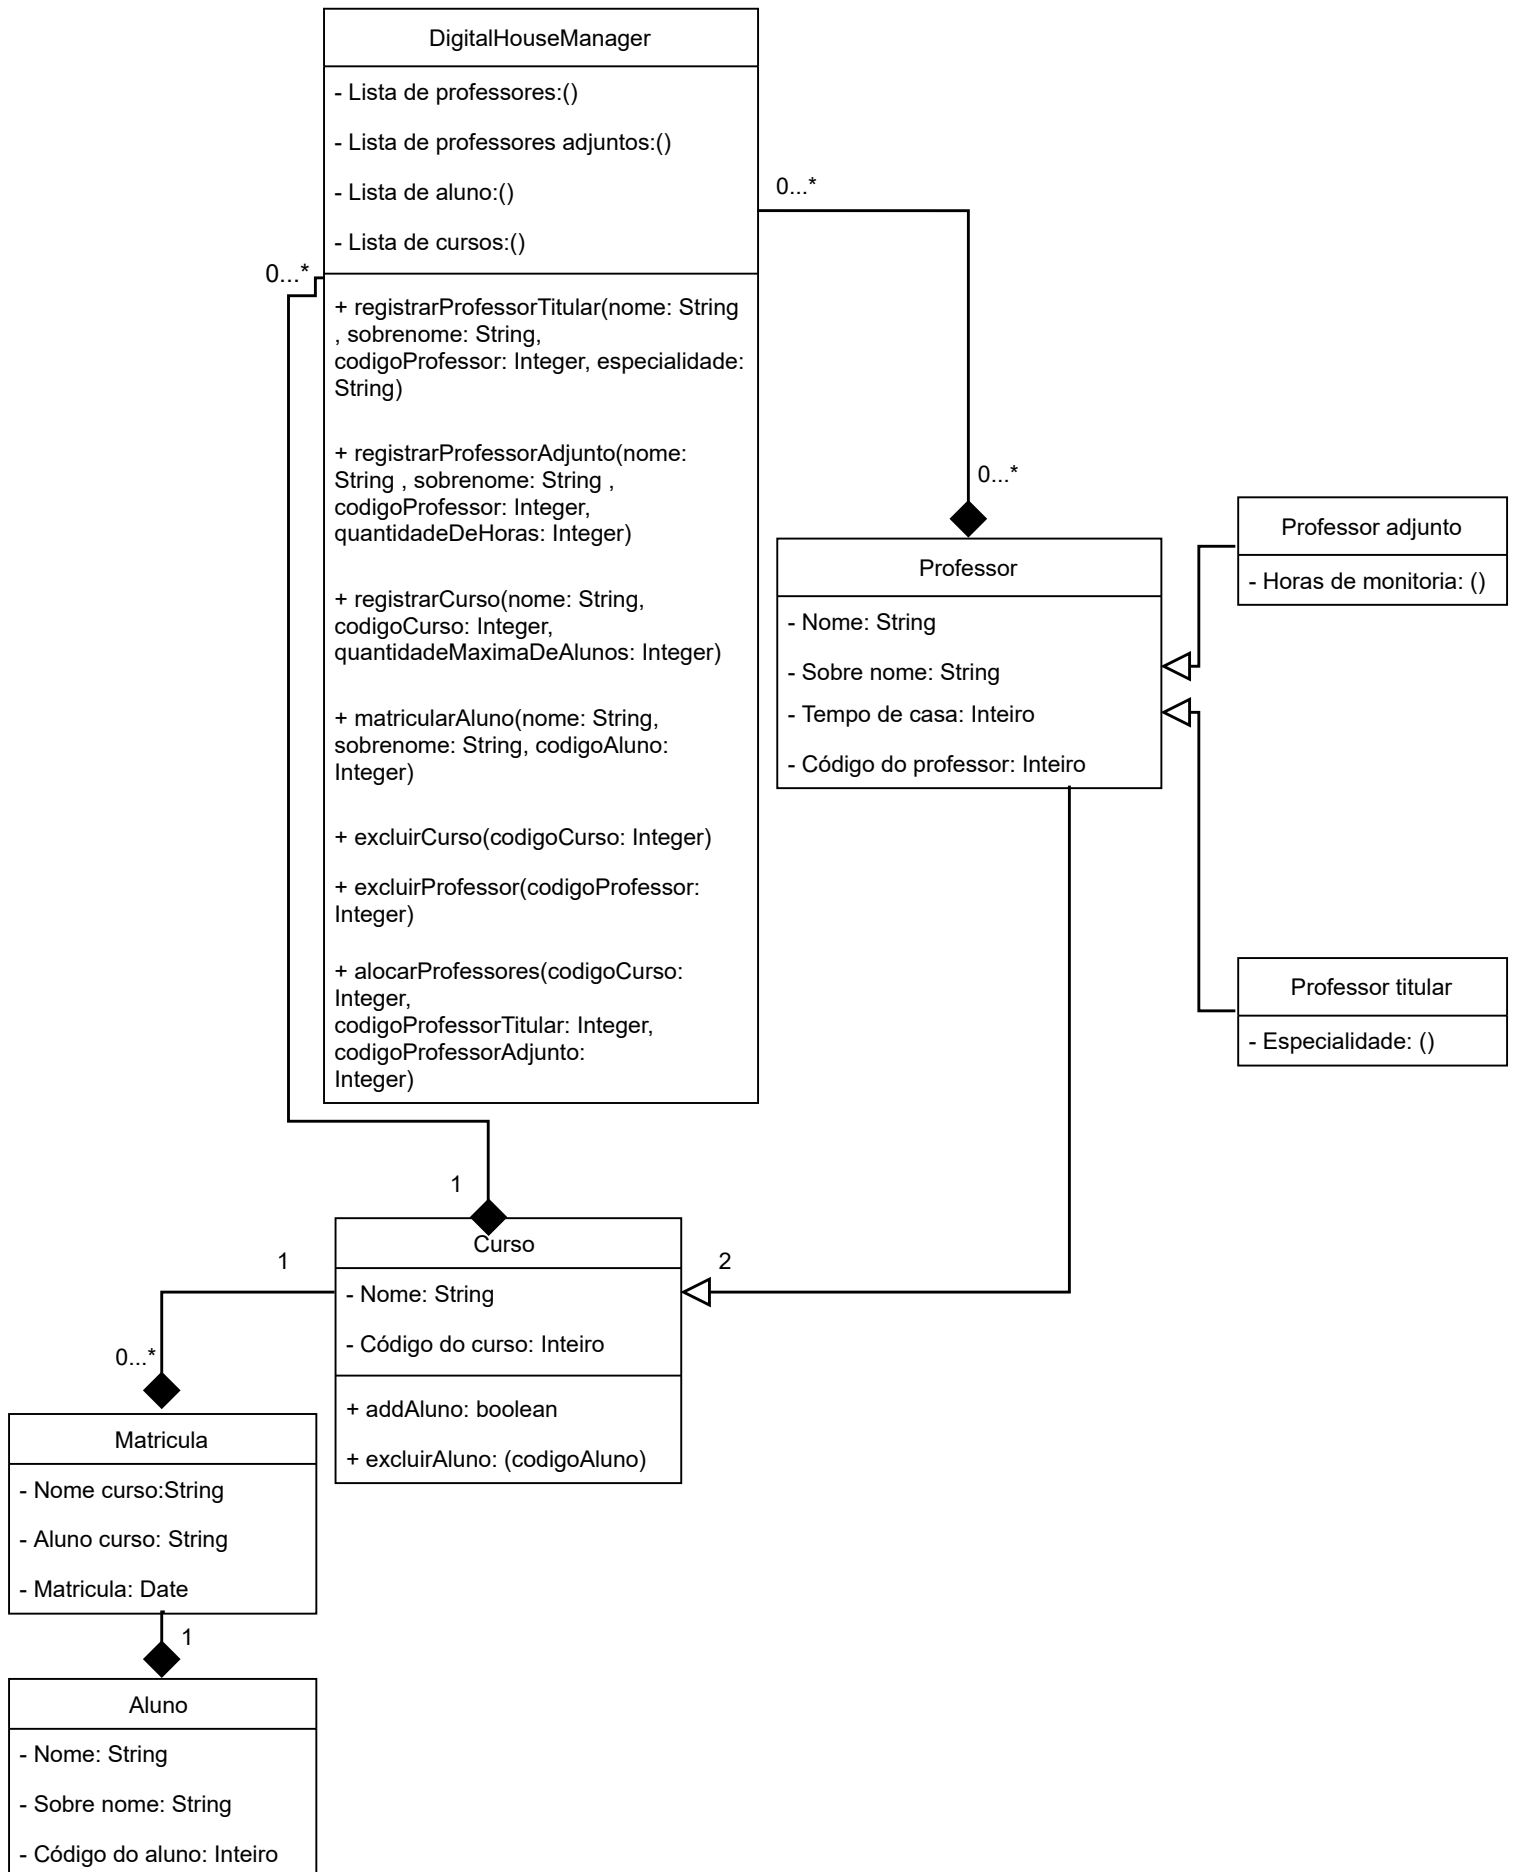 DigitalHouseManager
- Lista de professores:()
- Lista de professores adjuntos:()
- Lista de aluno:()
- Lista de cursos:()
+ registrarProfessorTitular(nome: String
, sobrenome: String,
codigoProfessor: Integer, especialidade:
String)
+ registrarProfessorAdjunto(nome:
String , sobrenome: String ,
codigoProfessor: Integer,
quantidadeDeHoras: Integer)
+ registrarCurso(nome: String,
codigoCurso: Integer,
quantidadeMaximaDeAlunos: Integer)
+ matricularAluno(nome: String,
sobrenome: String, codigoAluno:
Integer)
+ excluirCurso(codigoCurso: Integer)
+ excluirProfessor(codigoProfessor:
Integer)
+ alocarProfessores(codigoCurso:
Integer,
codigoProfessorTitular: Integer,
codigoProfessorAdjunto:
Integer)
0...*
0...*
0...*
Professor
- Nome: String
- Sobre nome: String
- Tempo de casa: Inteiro
- Código do professor: Inteiro
Professor adjunto
- Horas de monitoria: ()
Professor titular
- Especialidade: ()
1
Curso
- Nome: String
- Código do curso: Inteiro
+ addAluno: boolean
+ excluirAluno: (codigoAluno)
2
1
0...*
Matricula
- Nome curso:String
- Aluno curso: String
- Matricula: Date
1
Aluno
- Nome: String
- Sobre nome: String
- Código do aluno: Inteiro